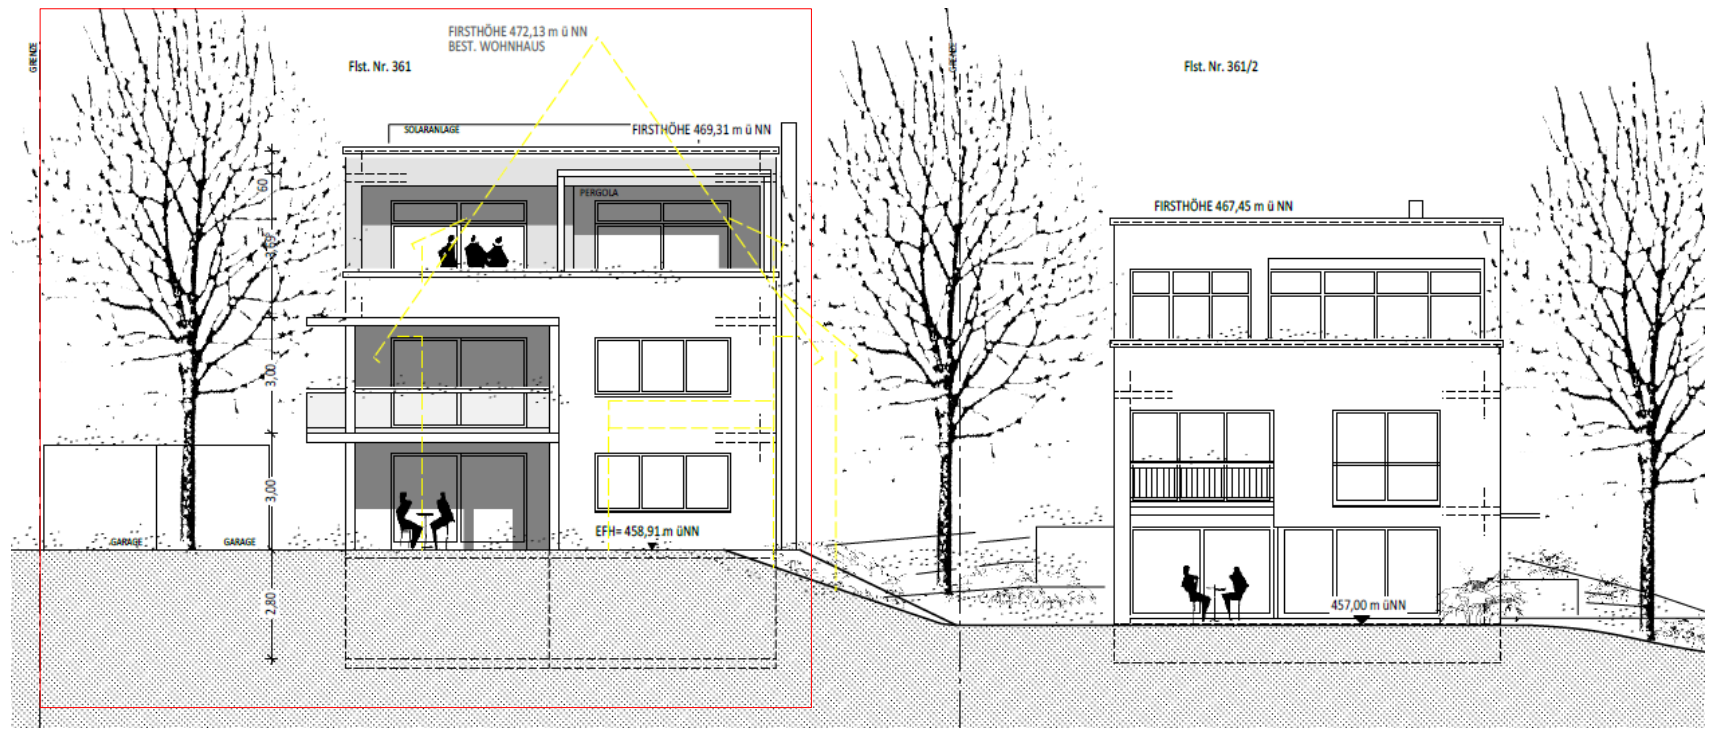 FIRSTHÖHE 472,13 m ü NN
BEST. WOHNHAUS
GRENZE
Flst. Nr. 361
GRENZE
Flst. Nr. 361/2
SOLARANLAGE
FIRSTHÖHE 469,31 m ü NN
60
PERGOLA
FIRSTHÖHE 467,45 m ü NN
3,00
3,00
EFH= 458,91 m üNN
GARAGE
GARAGE
2,80
457,00 m üNN